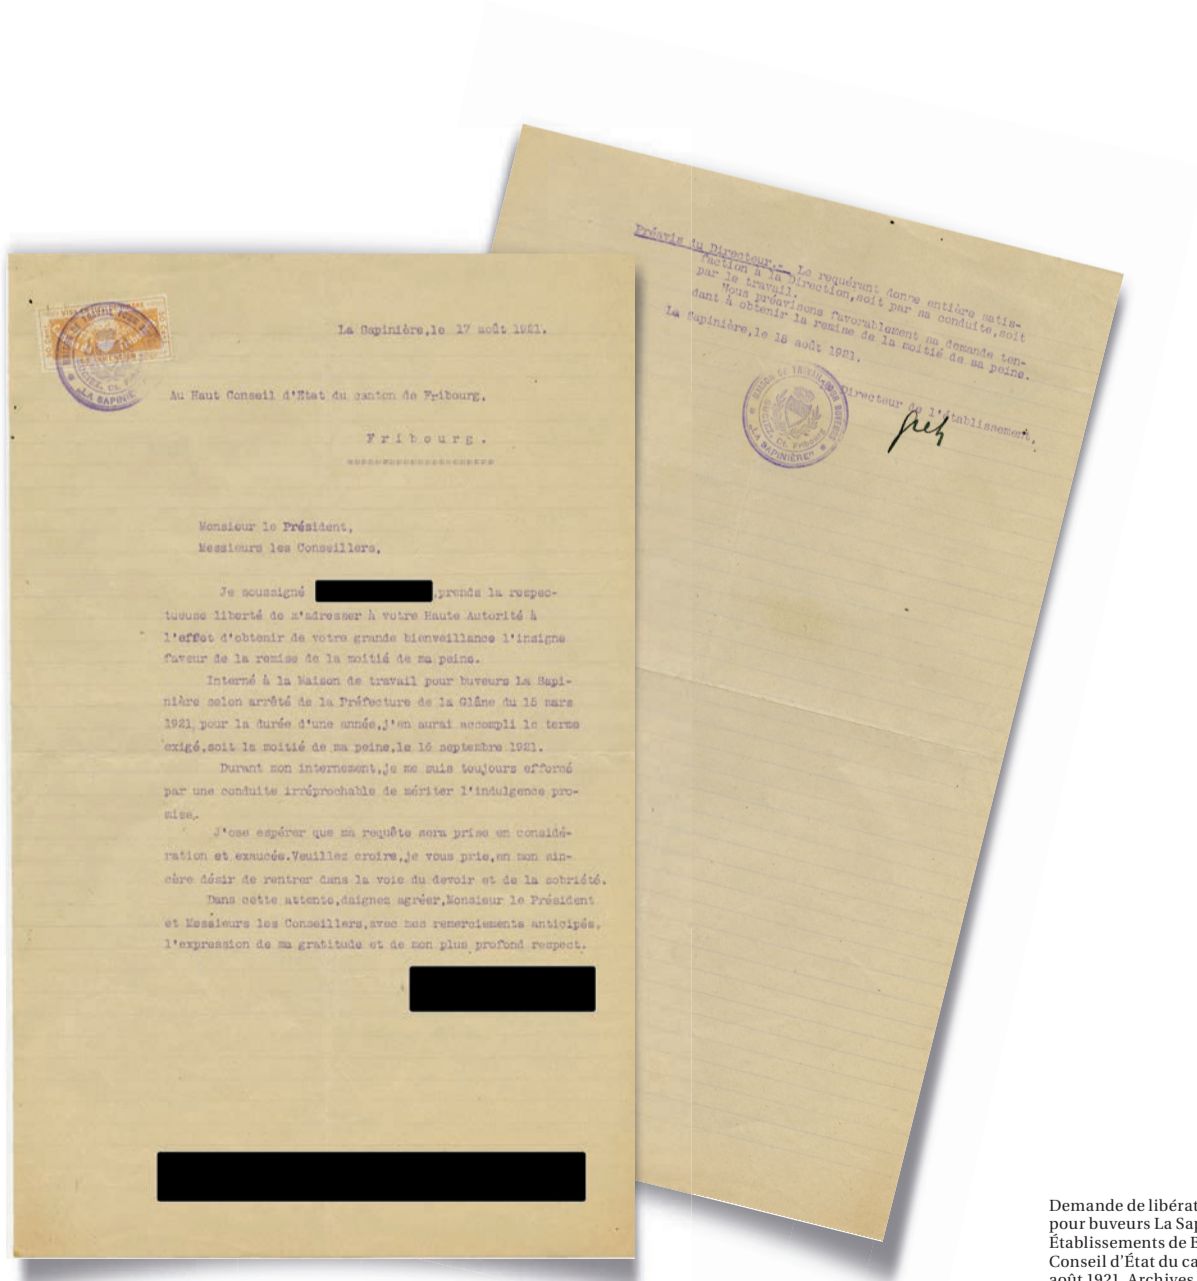 La Sapinière,le 17 août 1921.
Au Haut Conseil d'Etat du canton de Fribourg,
Fribourg.
Monsieur le Président,
Messieurs les Conseillers,
Je soussigné ,prends la respec-
tueuse liberté de m'adresser à votre Haute Autorité à
l'effet d'obtenir de votre grande bienveillance l'insigne
faveur de la remise de la moitié de ma peine.
Interné à la Maison de travail pour buveurs La Sapi-
nière selon arrêté de la Préfecture de la Glâne du 15 mars
1921 pour la durée d'une année,j'en aurai accompli le terme
exigé,soit la moitié de ma peine,le 16 septembre 1921.
Durant mon internement,je me suis toujours efforcé
par une conduite irréprochable de mériter l'indulgence pro-
mise.
J'ose espérer que ma requête sera prise en considé-
ration et exaucée.Veuillez croire,je vous prie,en mon sin-
cère désir de rentrer dans la voie du devoir et de la sobriété.
Dans cette attente,daignez agréer,Monsieur le Président
et Messieurs les Conseillers,avec mes remerciements anticipés,
l'expression de ma gratitude et de mon plus profond respect.
Préavis du Directeur.- Le requérant donne entière satis-
faction à la Direction,soit par sa conduite,soit
par le travail.
Nous préavisons favorablement sa demande ten-
dant à obtenir la remise de la moitié de sa peine.
La Sapinière,le 18 août 1921.
Directeur de l'établissement,
MAISON DE TRAVAIL POUR BUVEURS
SUGIEZ, Ct. Fribourg
"LA SAPINIÈRE"
Demande de libérat
pour buveurs La Sap
Établissements de B
Conseil d'État du ca
août 1921. Archives